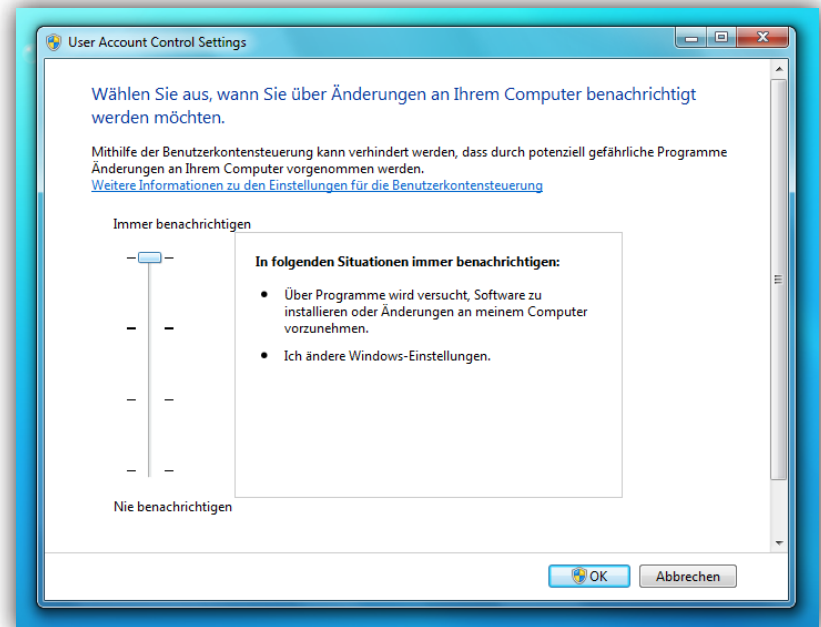 User Account Control Settings
Wählen Sie aus, wann Sie über Änderungen an Ihrem Computer benachrichtigt
werden möchten.
Mithilfe der Benutzerkontensteuerung kann verhindert werden, dass durch potenziell gefährliche Programme
Änderungen an Ihrem Computer vorgenommen werden.
Weitere Informationen zu den Einstellungen für die Benutzerkontensteuerung
Immer benachrichtigen
In folgenden Situationen immer benachrichtigen:
Über Programme wird versucht, Software zu
installieren oder Änderungen an meinem Computer
vorzunehmen.
Ich ändere Windows-Einstellungen.
Nie benachrichtigen
OK
Abbrechen